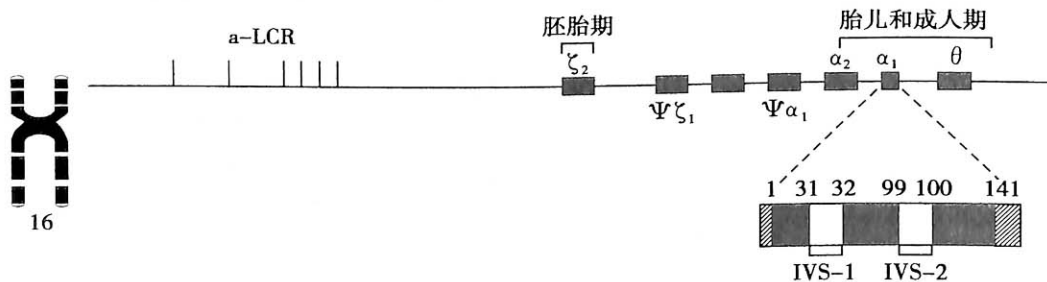 胚胎期
胎儿和成人期
a-LCR
ζ₂
α₂
α₁
θ
Ψζ₁
Ψα₁
1 31 32 99 100 141
16
IVS-1
IVS-2